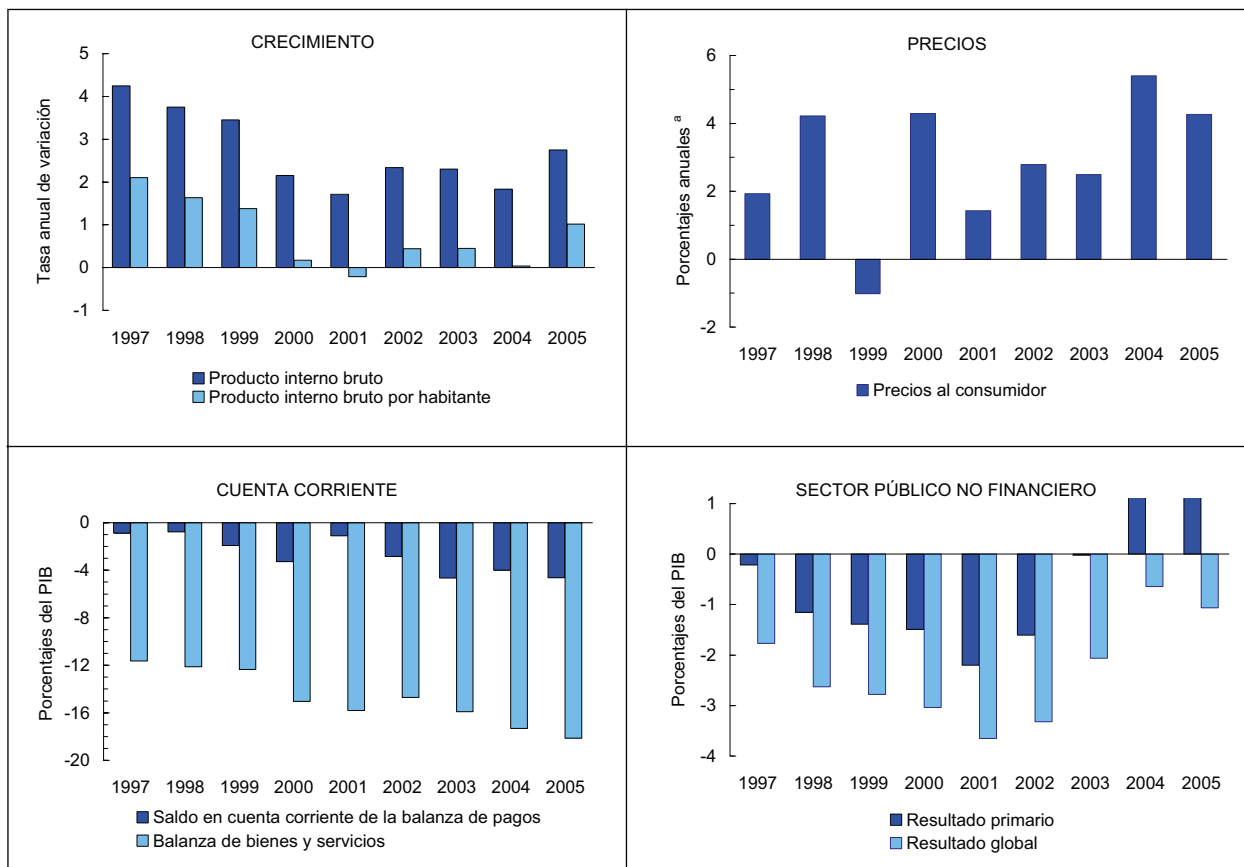 CRECIMIENTO
Tasa anual de variación
5
4
3
2
1
0
-1
1997 1998 1999 2000 2001 2002 2003 2004 2005
Producto interno bruto
Producto interno bruto por habitante
PRECIOS
Porcentajes anuales ª
6
4
2
0
-2
1997 1998 1999 2000 2001 2002 2003 2004 2005
Precios al consumidor
CUENTA CORRIENTE
Porcentajes del PIB
0
-4
-8
-12
-16
-20
1997 1998 1999 2000 2001 2002 2003 2004 2005
Saldo en cuenta corriente de la balanza de pagos
Balanza de bienes y servicios
SECTOR PÚBLICO NO FINANCIERO
Porcentajes del PIB
1
0
-1
-2
-3
-4
1997 1998 1999 2000 2001 2002 2003 2004 2005
Resultado primario
Resultado global